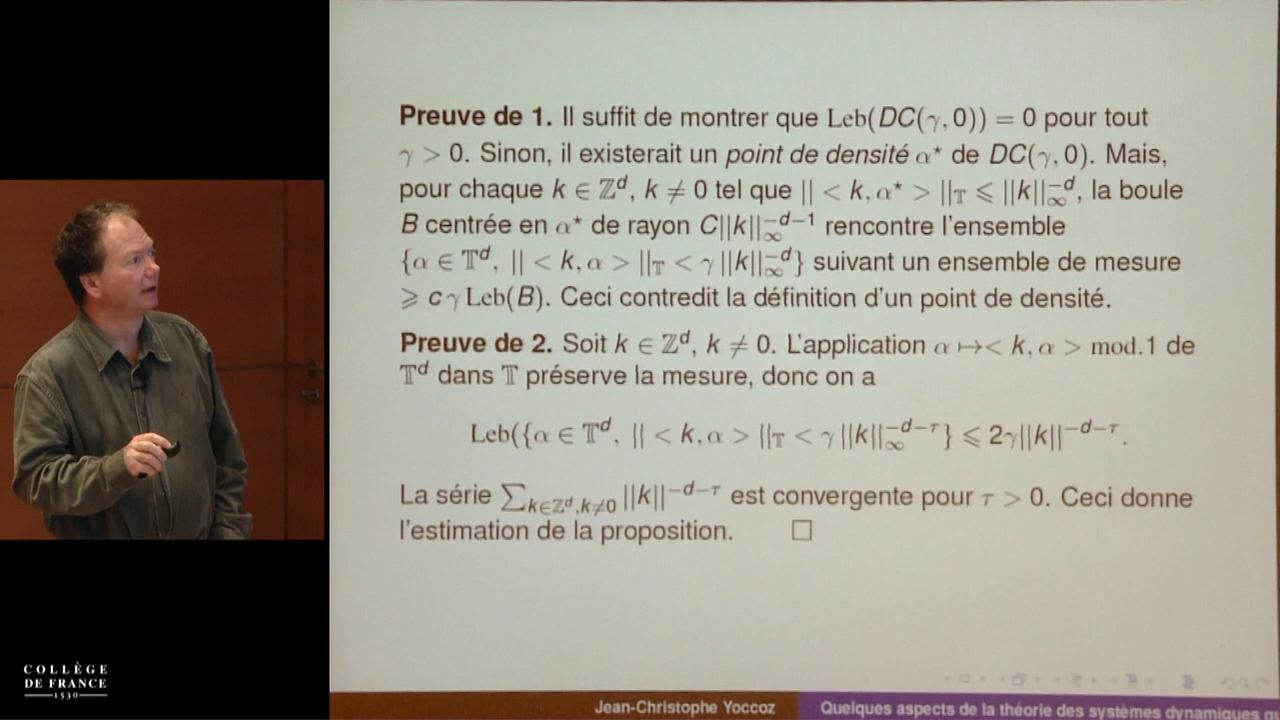 Preuve de 1. Il suffit de montrer que Leb(DC(γ, 0)) = 0 pour tout
γ > 0. Sinon, il existerait un point de densité α* de DC(γ, 0). Mais,
pour chaque k ∈ ℤ^d, k ≠ 0 tel que || < k, α* > ||_𝕋 ⩽ ||k||_∞^{-d}, la boule
B centrée en α* de rayon C||k||_∞^{-d-1} rencontre l'ensemble
{α ∈ 𝕋^d, || < k, α > ||_𝕋 < γ ||k||_∞^{-d}} suivant un ensemble de mesure
⩾ c γ Leb(B). Ceci contredit la définition d'un point de densité.
Preuve de 2. Soit k ∈ ℤ^d, k ≠ 0. L'application α ↦< k, α > mod.1 de
𝕋^d dans 𝕋 préserve la mesure, donc on a
Leb({α ∈ 𝕋^d, || < k, α > ||_𝕋 < γ ||k||_∞^{-d-τ}} ⩽ 2γ||k||^{-d-τ}.
La série ∑_{k∈ℤ^d,k≠0} ||k||^{-d-τ} est convergente pour τ > 0. Ceci donne
l'estimation de la proposition. □
COLLÈGE
DE FRANCE
1530
Jean-Christophe Yoccoz
Quelques aspects de la théorie des systèmes dynamiques